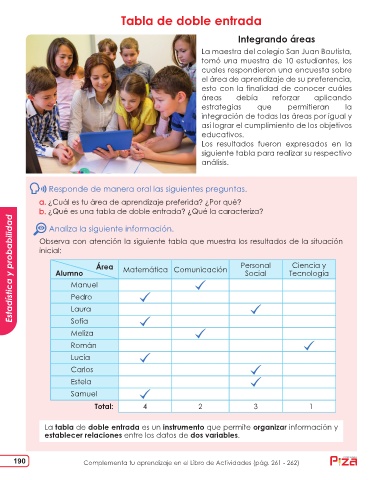 Tabla de doble entrada
Integrando áreas
La maestra del colegio San Juan Bautista,
tomó una muestra de 10 estudiantes, los
cuales respondieron una encuesta sobre
el área de aprendizaje de su preferencia,
esto con la finalidad de conocer cuáles
áreas debía reforzar aplicando
estrategias que permitieran la
integración de todas las áreas por igual y
así lograr el cumplimiento de los objetivos
educativos.
Los resultados fueron expresados en la
siguiente tabla para realizar su respectivo
análisis.
Responde de manera oral las siguientes preguntas.
a. ¿Cuál es tu área de aprendizaje preferida? ¿Por qué?
b. ¿Qué es una tabla de doble entrada? ¿Qué la caracteriza?
Analiza la siguiente información.
Observa con atención la siguiente tabla que muestra los resultados de la situación
inicial:
Área
Alumno
Matemática Comunicación Personal Social Ciencia y Tecnología
Manuel ✓
Pedro ✓
Laura ✓
Sofía ✓
Meliza ✓
Román ✓
Lucía ✓
Carlos ✓
Estela ✓
Samuel ✓
Total: 4 2 3 1
La tabla de doble entrada es un instrumento que permite organizar información y
establecer relaciones entre los datos de dos variables.
Estadística y probabilidad
190
Complementa tu aprendizaje en el Libro de Actividades (pág. 261 - 262)